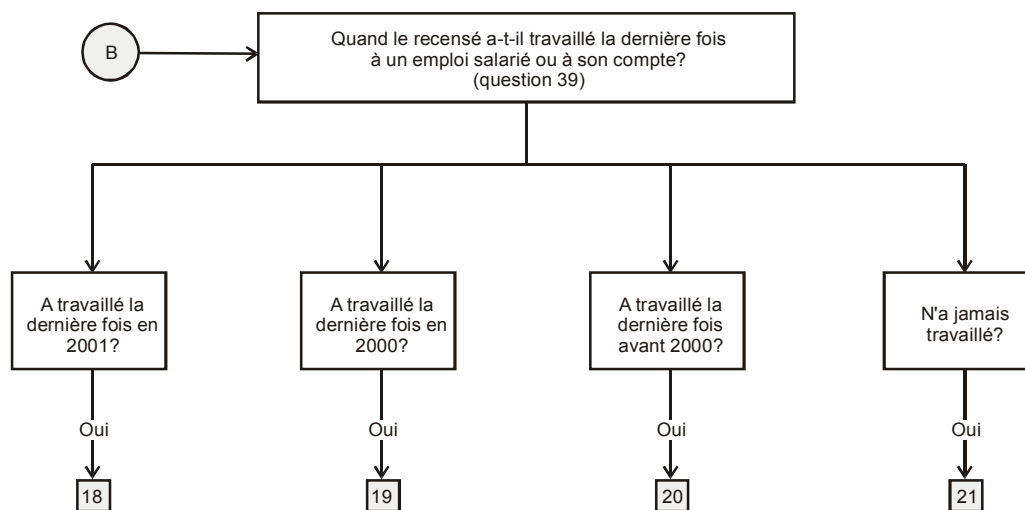 B
Quand le recensé a-t-il travaillé la dernière fois
à un emploi salarié ou à son compte?
(question 39)
A travaillé la
dernière fois en
2001?
A travaillé la
dernière fois en
2000?
A travaillé la
dernière fois
avant 2000?
N'a jamais
travaillé?
Oui
Oui
Oui
Oui
18
19
20
21